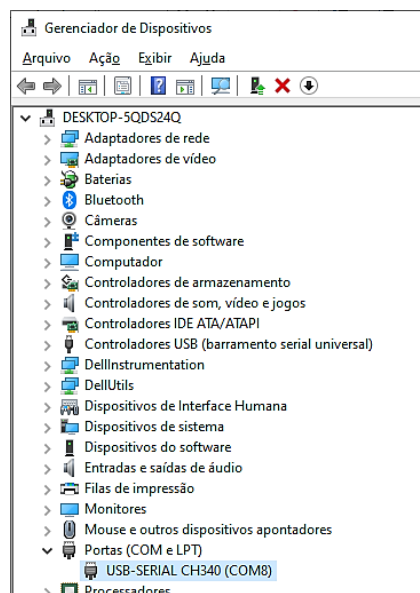 Gerenciador de Dispositivos
Arquivo Ação Exibir Ajuda
DESKTOP-5QDS24Q
Adaptadores de rede
Adaptadores de vídeo
Baterias
Bluetooth
Câmeras
Componentes de software
Computador
Controladores de armazenamento
Controladores de som, vídeo e jogos
Controladores IDE ATA/ATAPI
Controladores USB (barramento serial universal)
DellInstrumentation
DellUtils
Dispositivos de Interface Humana
Dispositivos de sistema
Dispositivos do software
Entradas e saídas de áudio
Filas de impressão
Monitores
Mouse e outros dispositivos apontadores
Portas (COM e LPT)
USB-SERIAL CH340 (COM8)
Processadores